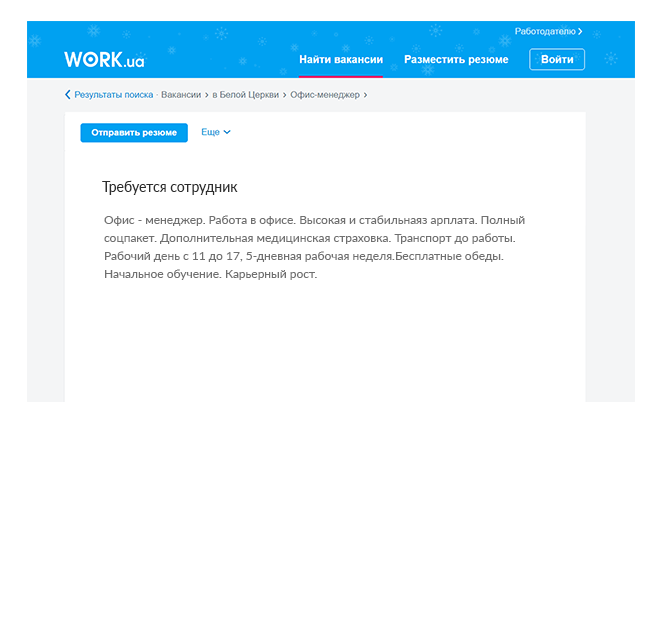 Работодателю
WORK.ua
Найти вакансии Разместить резюме Войти
Результаты поиска · Вакансии > в Белой Церкви > Офис-менеджер >
Отправить резюме Еще
Требуется сотрудник
Офис - менеджер. Работа в офисе. Высокая и стабильнаяз арплата. Полный
соцпакет. Дополнительная медицинская страховка. Транспорт до работы.
Рабочий день с 11 до 17, 5-дневная рабочая неделя.Бесплатные обеды.
Начальное обучение. Карьерный рост.